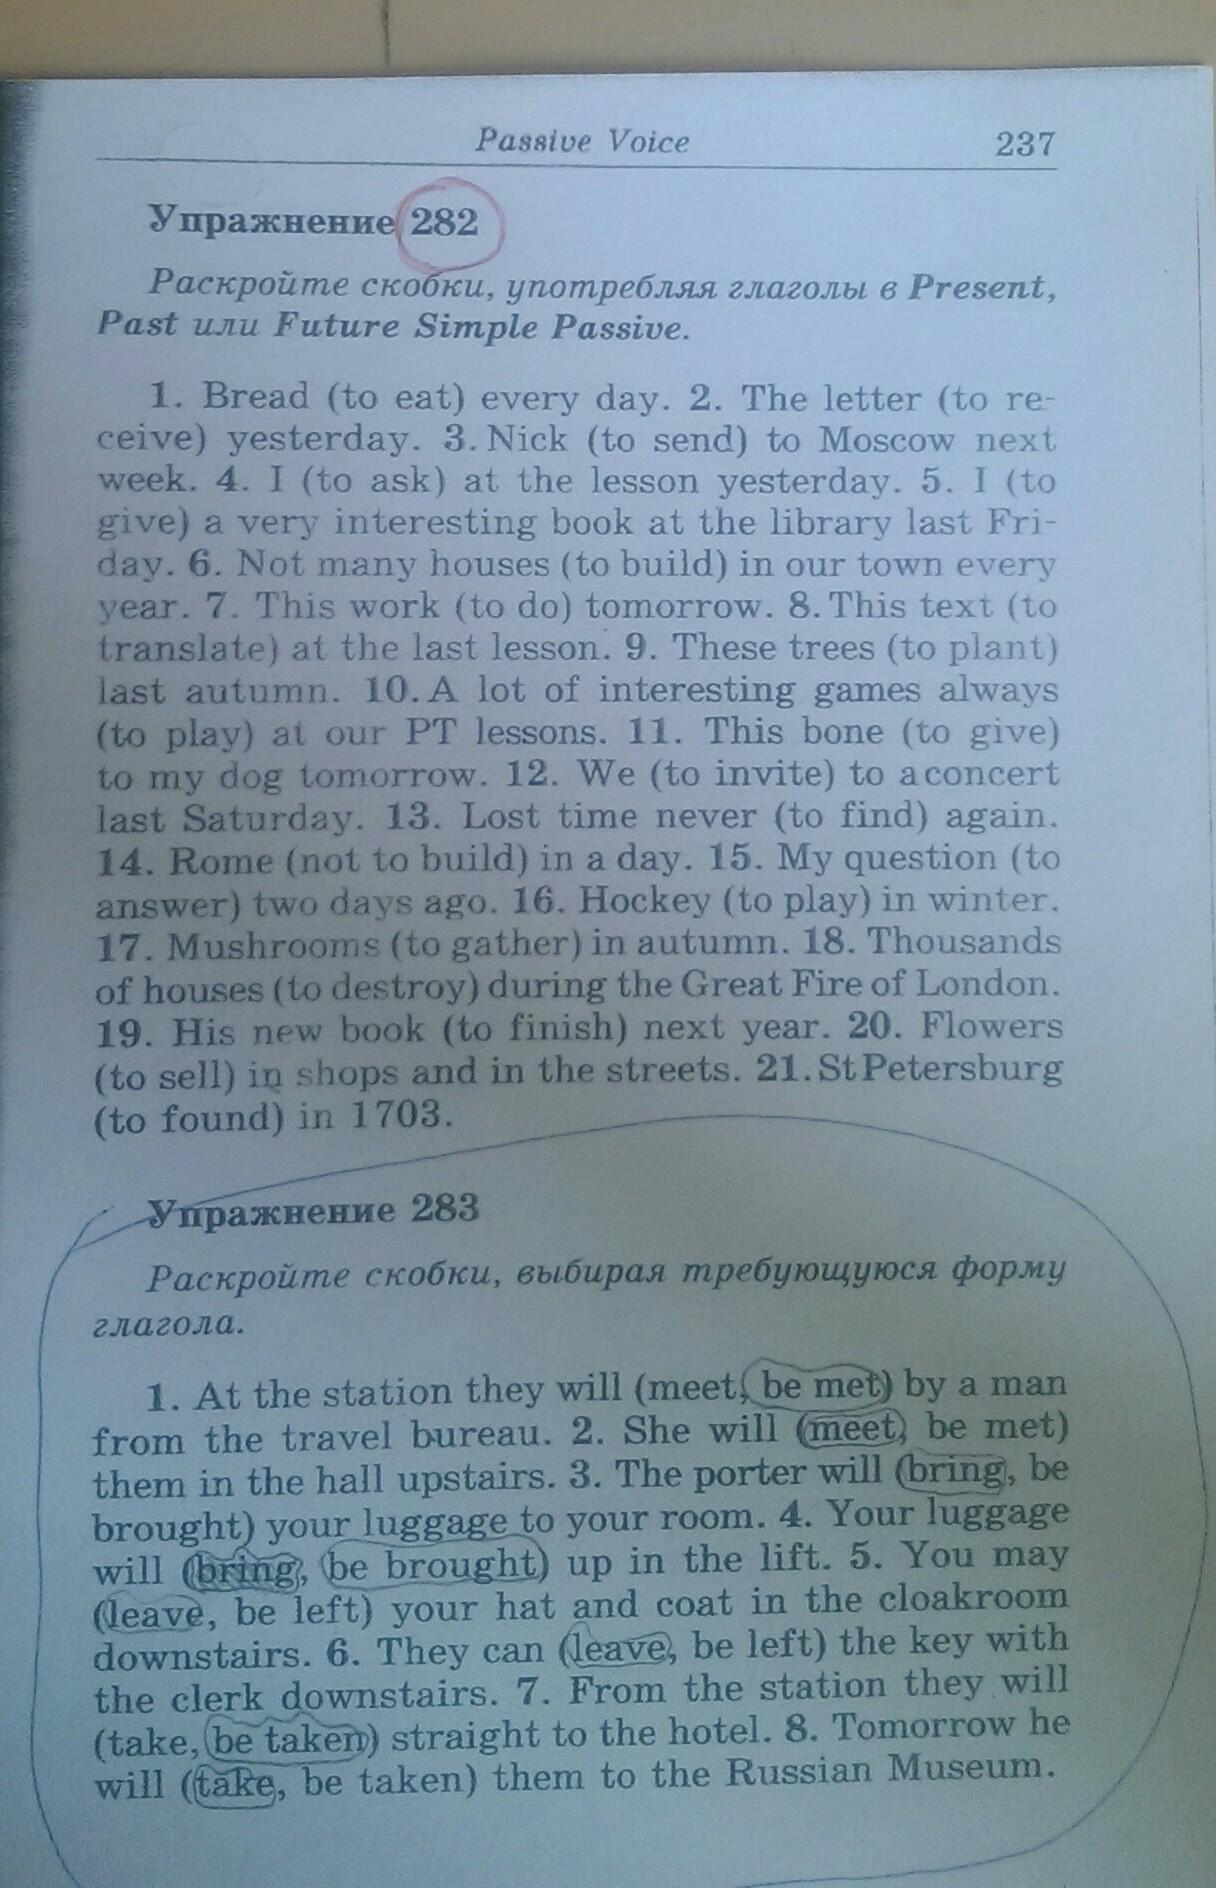 Passive Voice 237
Упражнение 282
Раскройте скобки, употребляя глаголы в Present,
Past или Future Simple Passive.
1. Bread (to eat) every day. 2. The letter (to re-
ceive) yesterday. 3. Nick (to send) to Moscow next
week. 4. I (to ask) at the lesson yesterday. 5. I (to
give) a very interesting book at the library last Fri-
day. 6. Not many houses (to build) in our town every
year. 7. This work (to do) tomorrow. 8. This text (to
translate) at the last lesson. 9. These trees (to plant)
last autumn. 10. A lot of interesting games always
(to play) at our PT lessons. 11. This bone (to give)
to my dog tomorrow. 12. We (to invite) to a concert
last Saturday. 13. Lost time never (to find) again.
14. Rome (not to build) in a day. 15. My question (to
answer) two days ago. 16. Hockey (to play) in winter.
17. Mushrooms (to gather) in autumn. 18. Thousands
of houses (to destroy) during the Great Fire of London.
19. His new book (to finish) next year. 20. Flowers
(to sell) in shops and in the streets. 21. St Petersburg
(to found) in 1703.
Упражнение 283
Раскройте скобки, выбирая требующуюся форму
глагола.
1. At the station they will (meet, be met) by a man
from the travel bureau. 2. She will (meet, be met)
them in the hall upstairs. 3. The porter will (bring, be
brought) your luggage to your room. 4. Your luggage
will (bring, be brought) up in the lift. 5. You may
(leave, be left) your hat and coat in the cloakroom
downstairs. 6. They can (leave, be left) the key with
the clerk downstairs. 7. From the station they will
(take, be taken) straight to the hotel. 8. Tomorrow he
will (take, be taken) them to the Russian Museum.